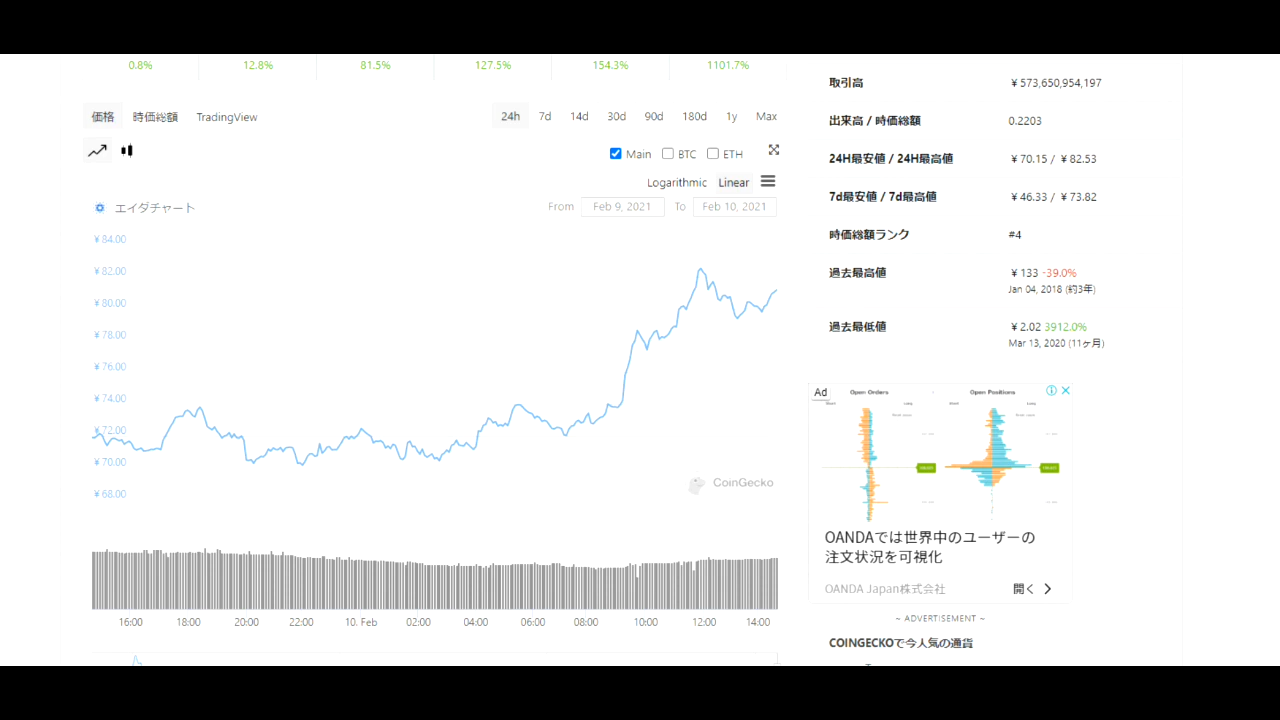 0.8% 12.8% 81.5% 127.5% 154.3% 1101.7%
価格 時価総額 TradingView
24h 7d 14d 30d 90d 180d 1y Max
Main BTC ETH
Logarithmic Linear
エイダチャート
From Feb 9, 2021 To Feb 10, 2021
¥84.00
¥82.00
¥80.00
¥78.00
¥76.00
¥74.00
¥72.00
¥70.00
¥68.00
CoinGecko
16:00 18:00 20:00 22:00 10. Feb 02:00 04:00 06:00 08:00 10:00 12:00 14:00
取引高 ¥573,650,954,197
出来高 / 時価総額 0.2203
24H最安値 / 24H最高値 ¥70.15 / ¥82.53
7d最安値 / 7d最高値 ¥46.33 / ¥73.82
時価総額ランク #4
過去最高値 ¥133 -39.0%
Jan 04, 2018 (約3年)
過去最低値 ¥2.02 3912.0%
Mar 13, 2020 (11ヶ月)
Ad
Open Orders Open Positions
OANDAでは世界中のユーザーの
注文状況を可視化
OANDA Japan株式会社 開く
~ ADVERTISEMENT ~
COINGECKOで今人気の通貨